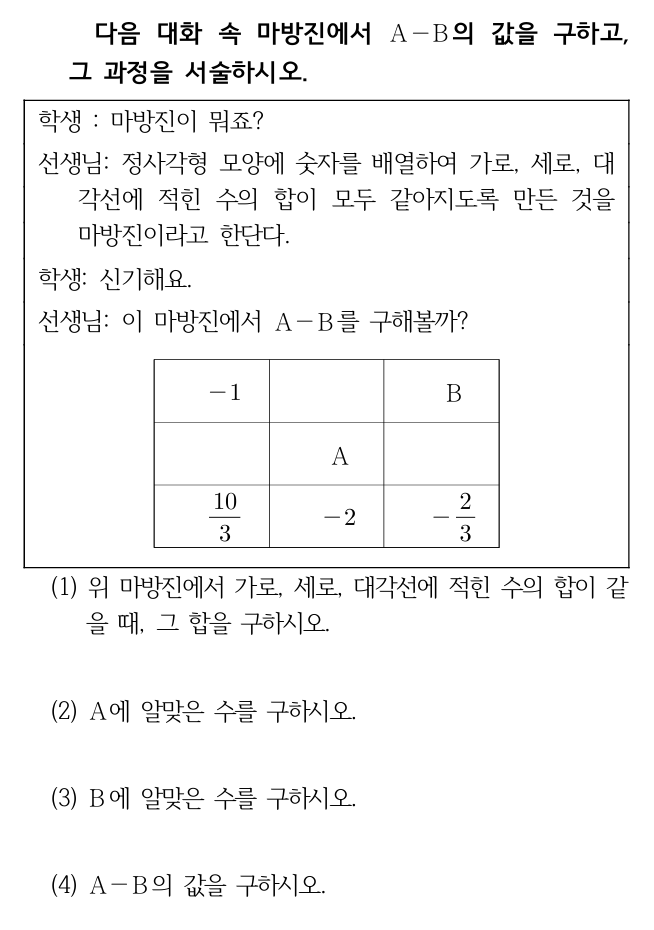 다음 대화 속 마방진에서 A-B의 값을 구하고,
그 과정을 서술하시오.
학생 : 마방진이 뭐죠?
선생님: 정사각형 모양에 숫자를 배열하여 가로, 세로, 대
각선에 적힌 수의 합이 모두 같아지도록 만든 것을
마방진이라고 한단다.
학생: 신기해요.
선생님: 이 마방진에서 A-B를 구해볼까?
-1 B
A
10/3 -2 -2/3
(1) 위 마방진에서 가로, 세로, 대각선에 적힌 수의 합이 같
을 때, 그 합을 구하시오.
(2) A에 알맞은 수를 구하시오.
(3) B에 알맞은 수를 구하시오.
(4) A-B의 값을 구하시오.